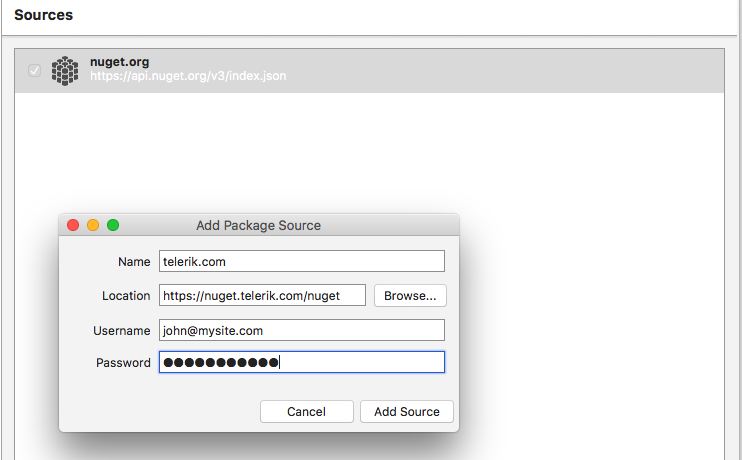 Sources
nuget.org
https://api.nuget.org/v3/index.json
Add Package Source
Name telerik.com
Location https://nuget.telerik.com/nuget Browse...
Username john@mysite.com
Password ●●●●●●●●●●●
Cancel Add Source